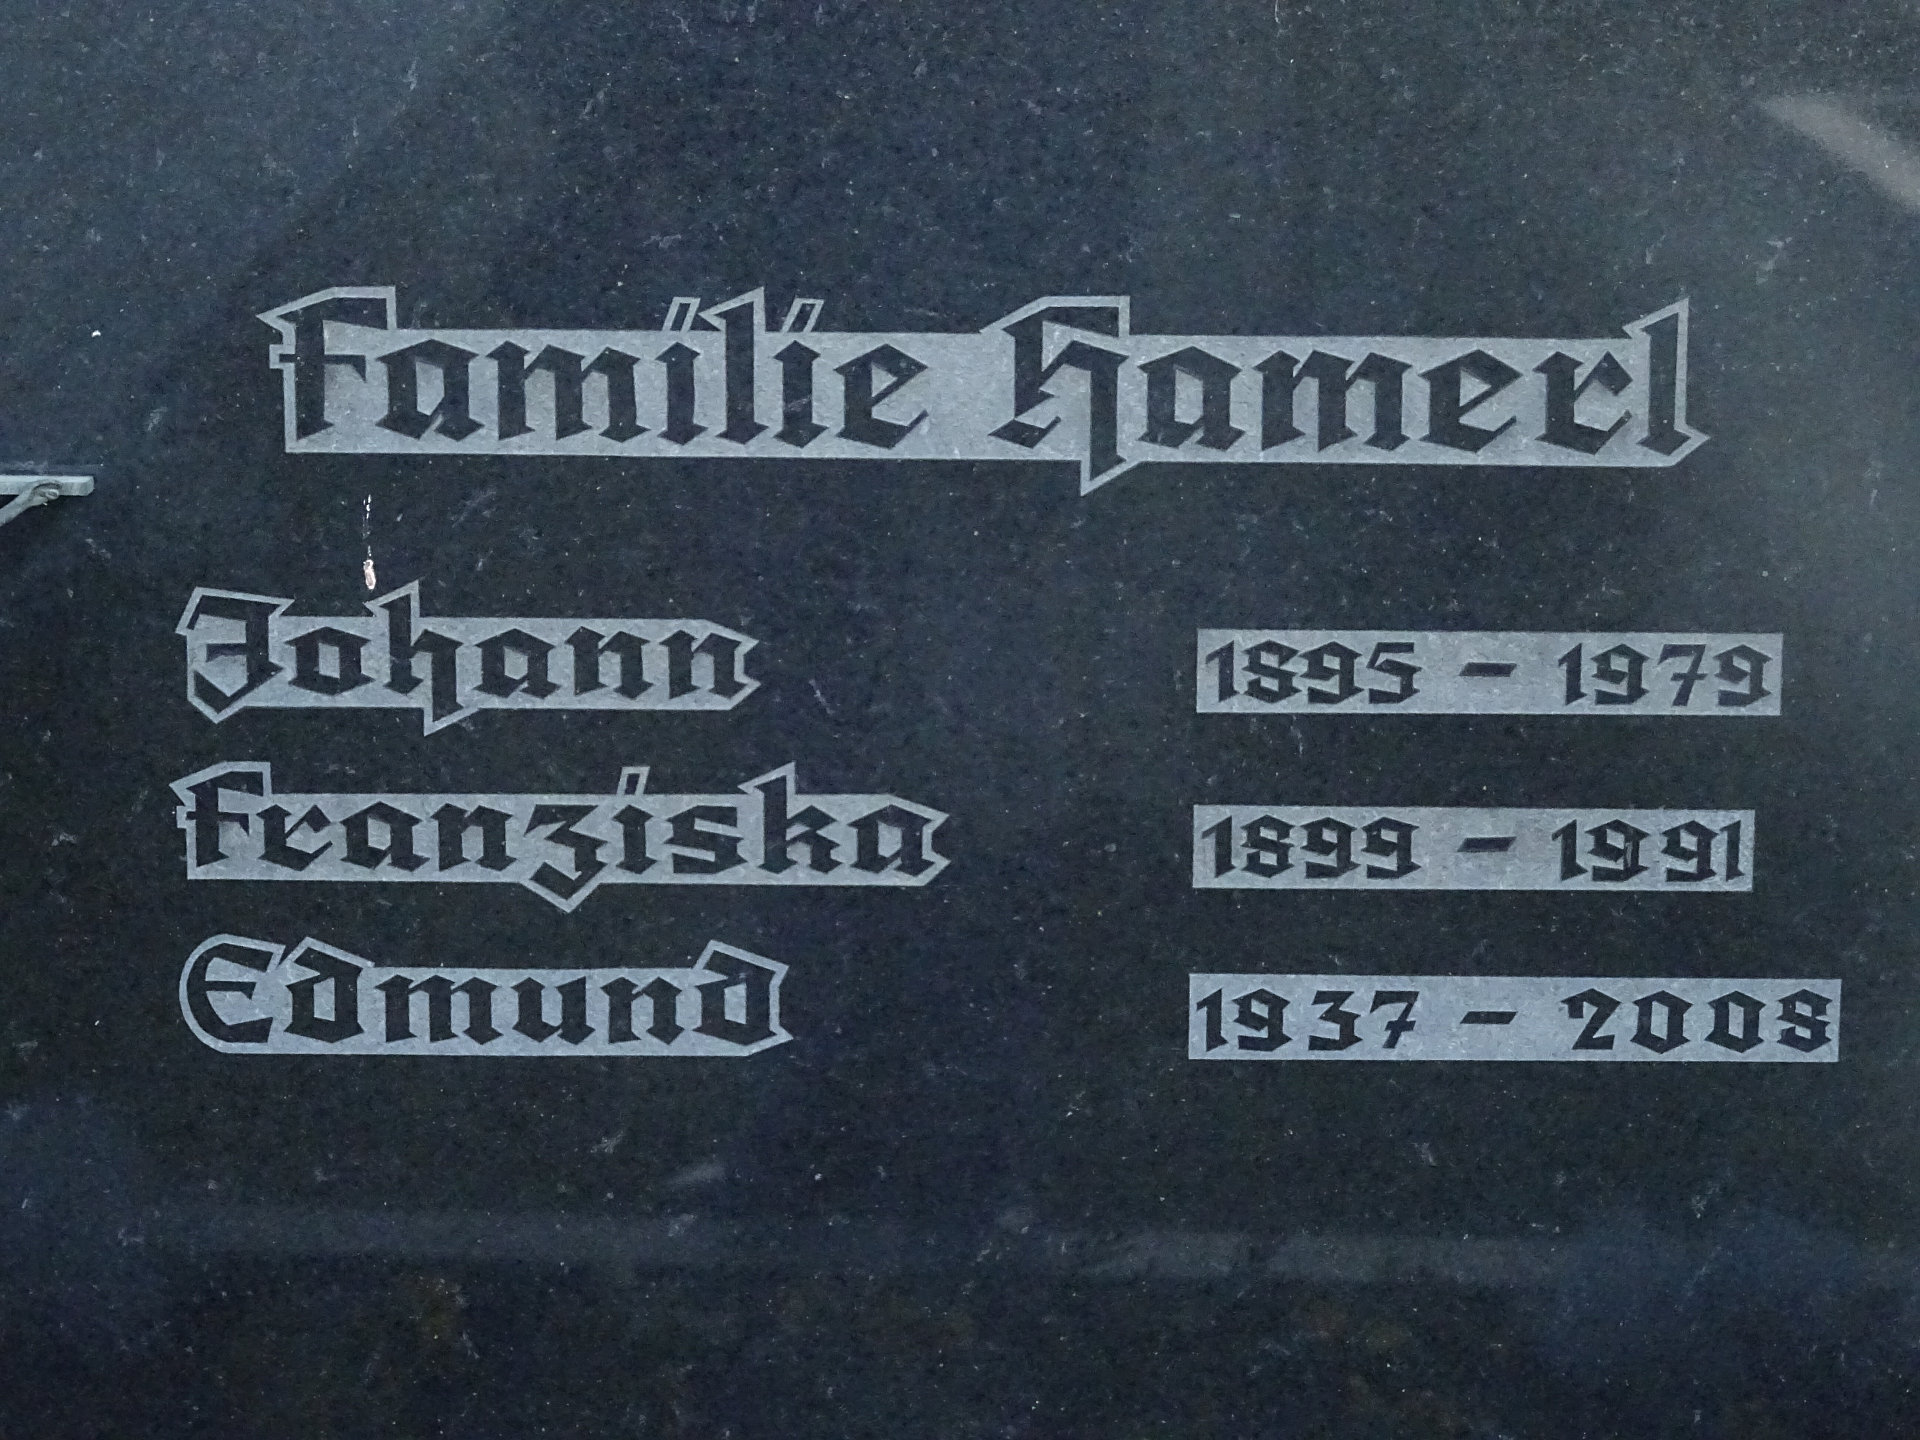 Familie Hamerl
Johann 1895 - 1979
Franziska 1899 - 1991
Edmund 1937 - 2008